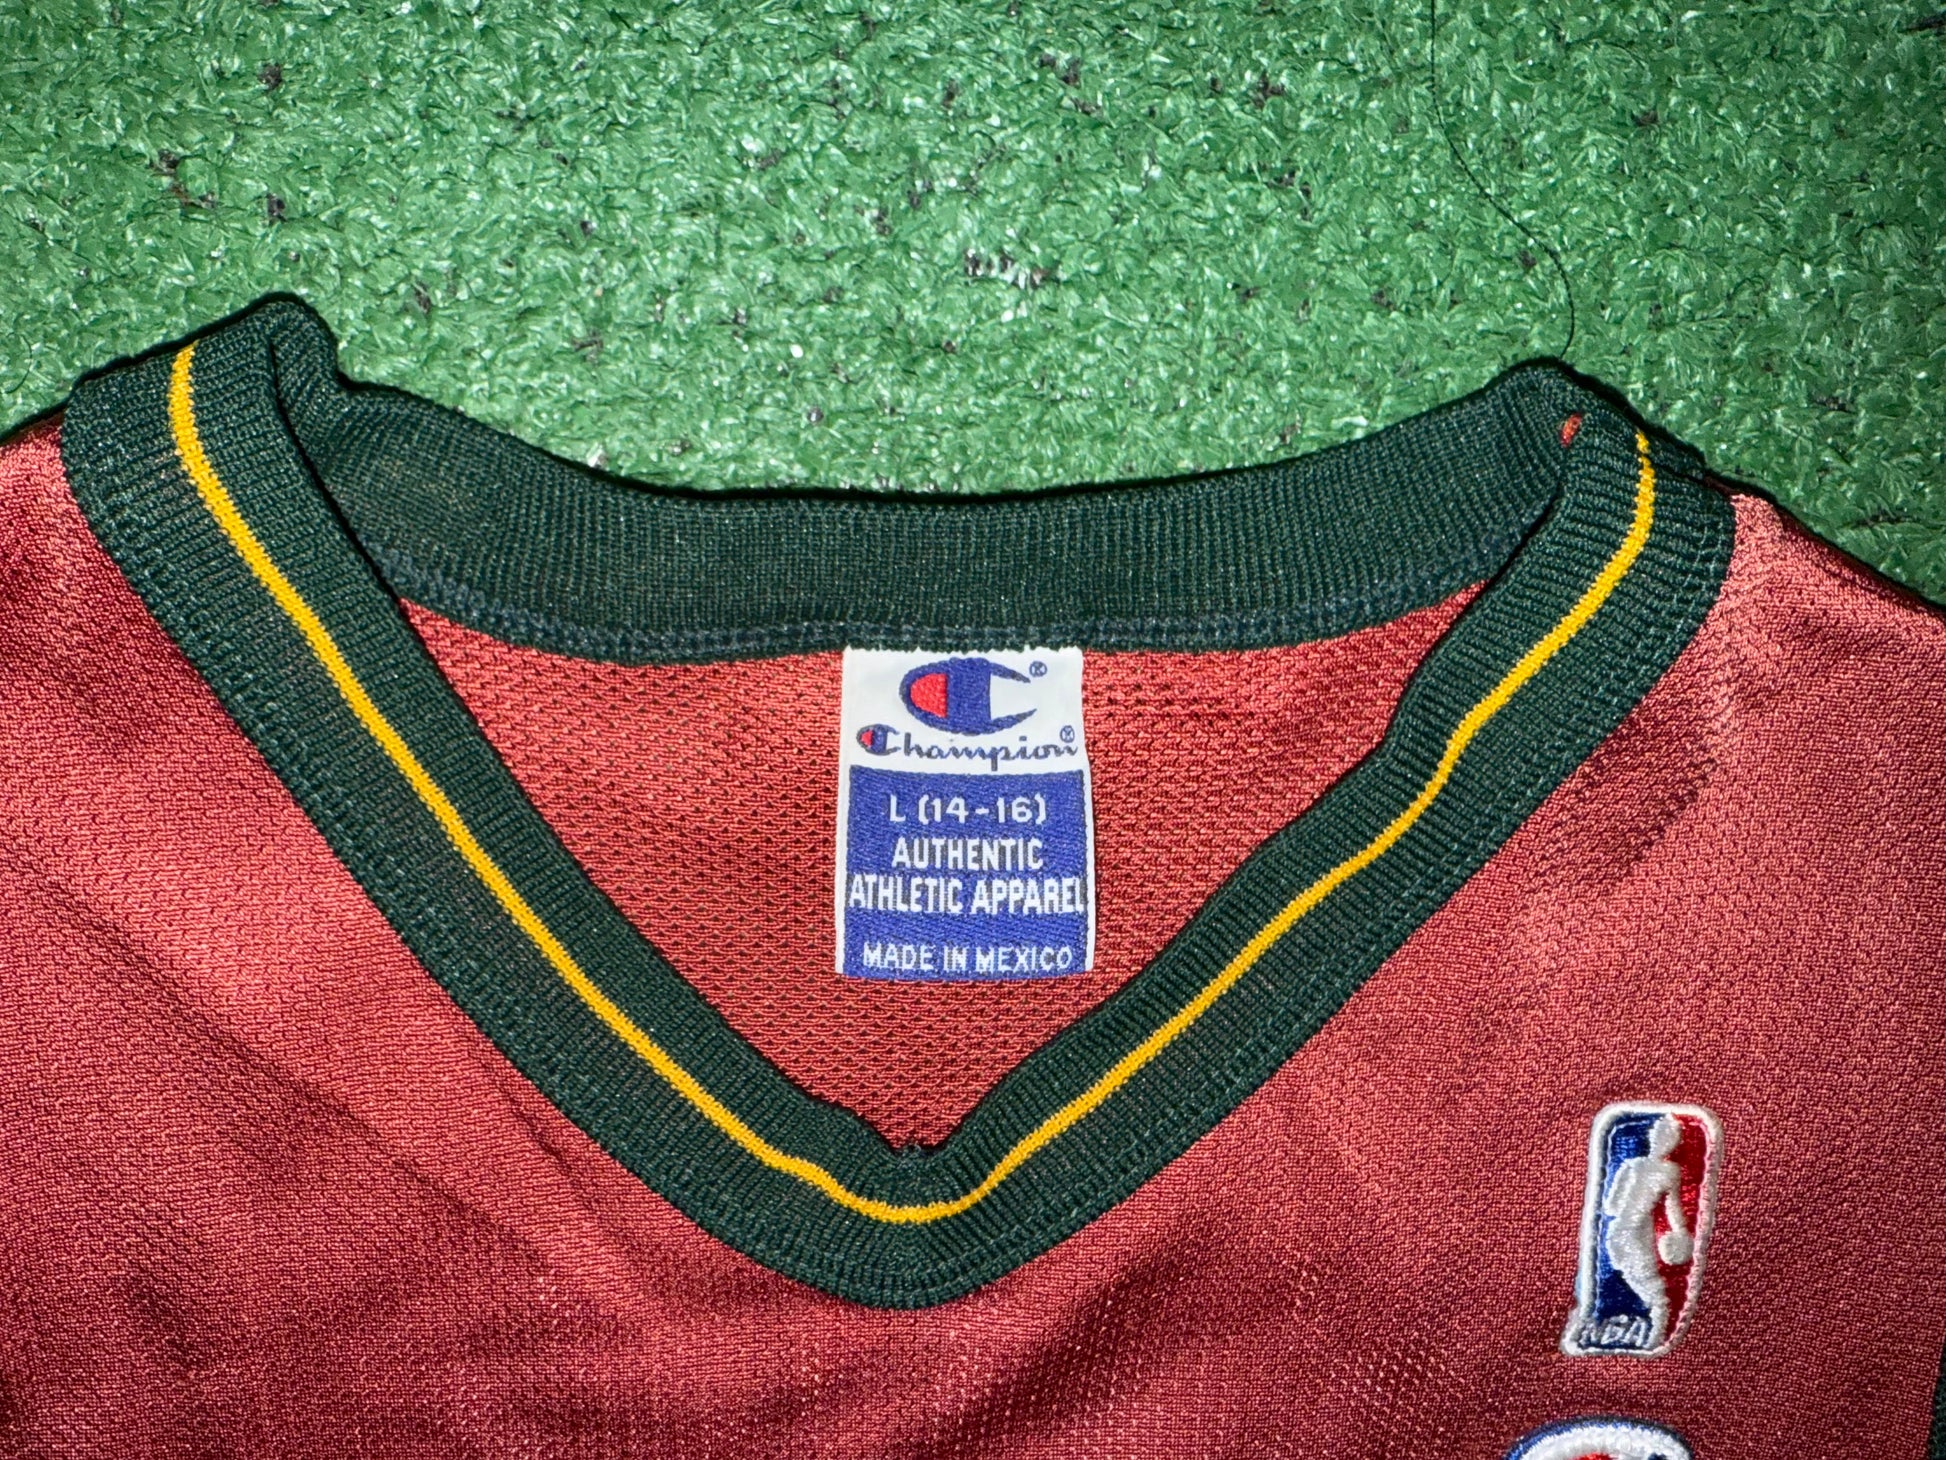 ®
Champion®
L (14-16)
AUTHENTIC
ATHLETIC APPAREL
MADE IN MEXICO
NBA